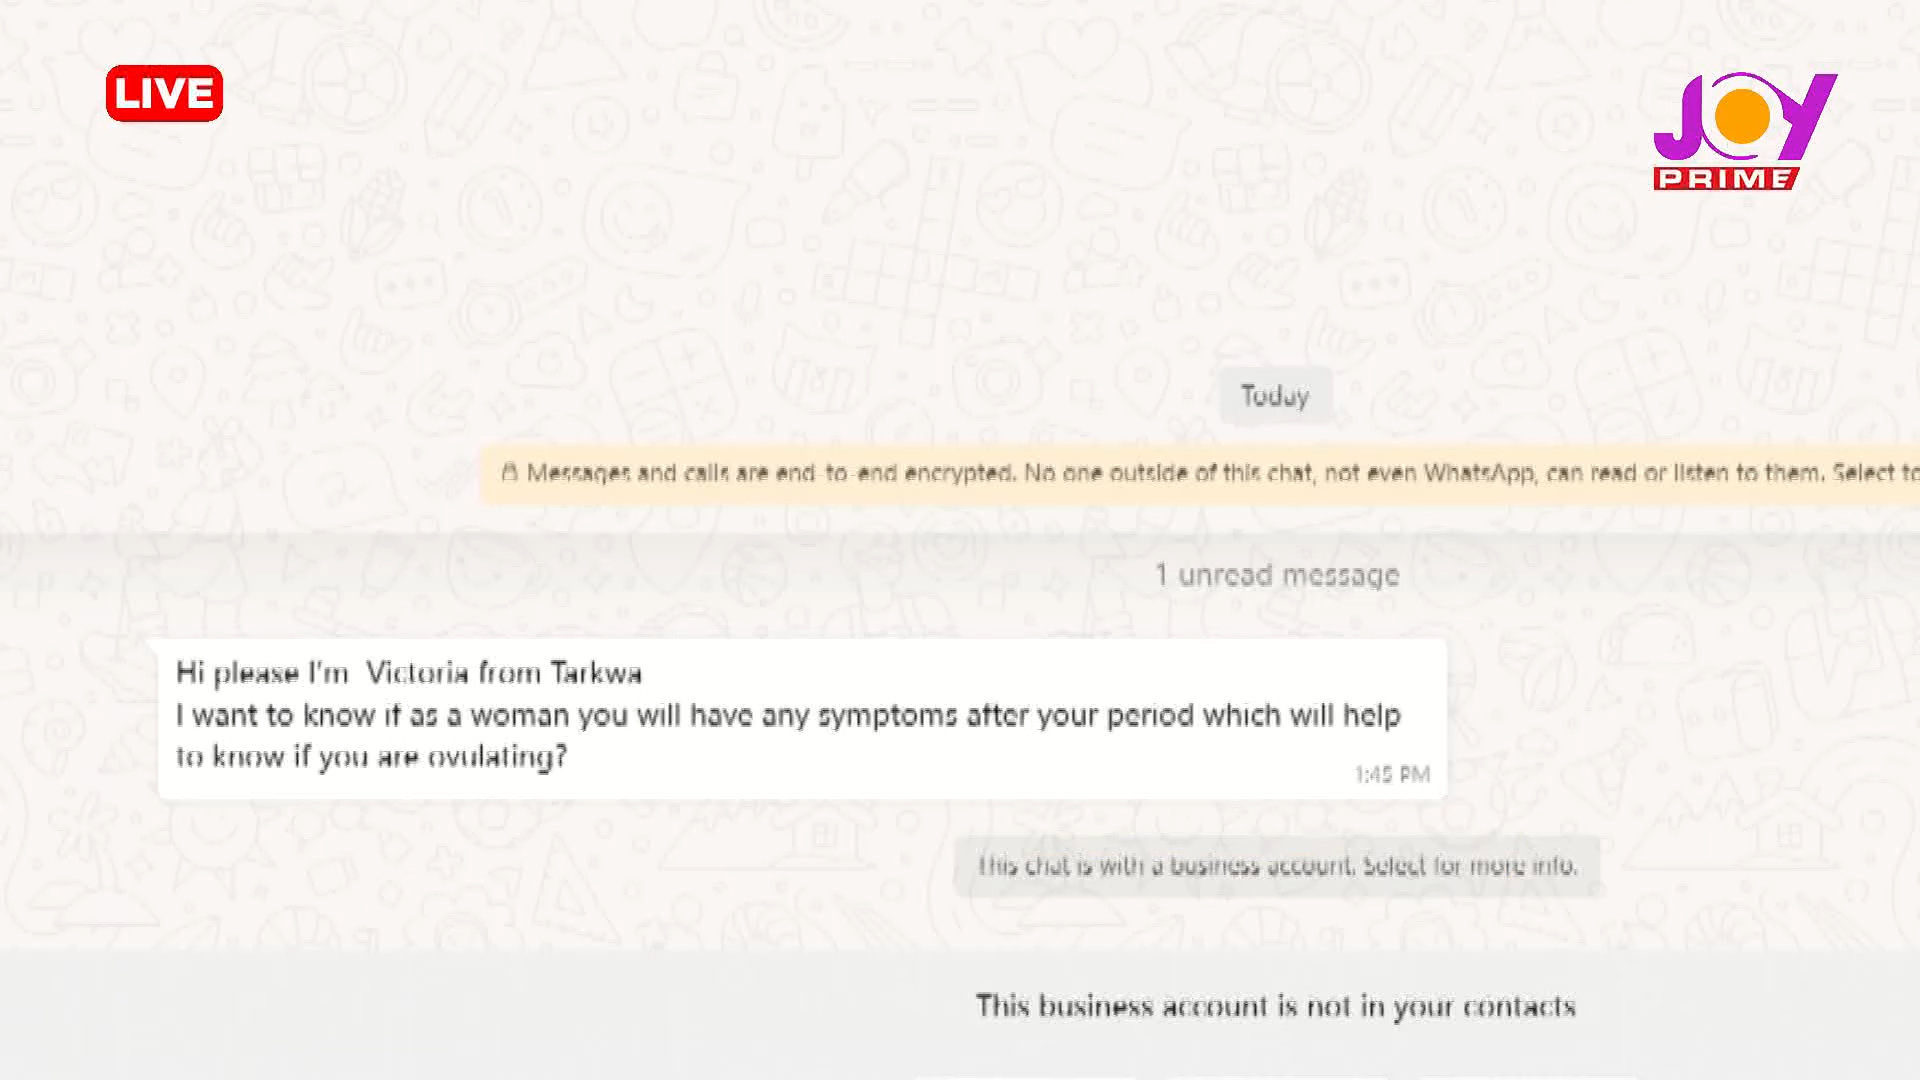 LIVE
JOY
PRIME
Today
Messages and calls are end-to-end encrypted. No one outside of this chat, not even WhatsApp, can read or listen to them. Select to
1 unread message
Hi please I'm  Victoria from Tarkwa
I want to know if as a woman you will have any symptoms after your period which will help
to know if you are ovulating?
1:45 PM
This chat is with a business account. Select for more info.
This business account is not in your contacts